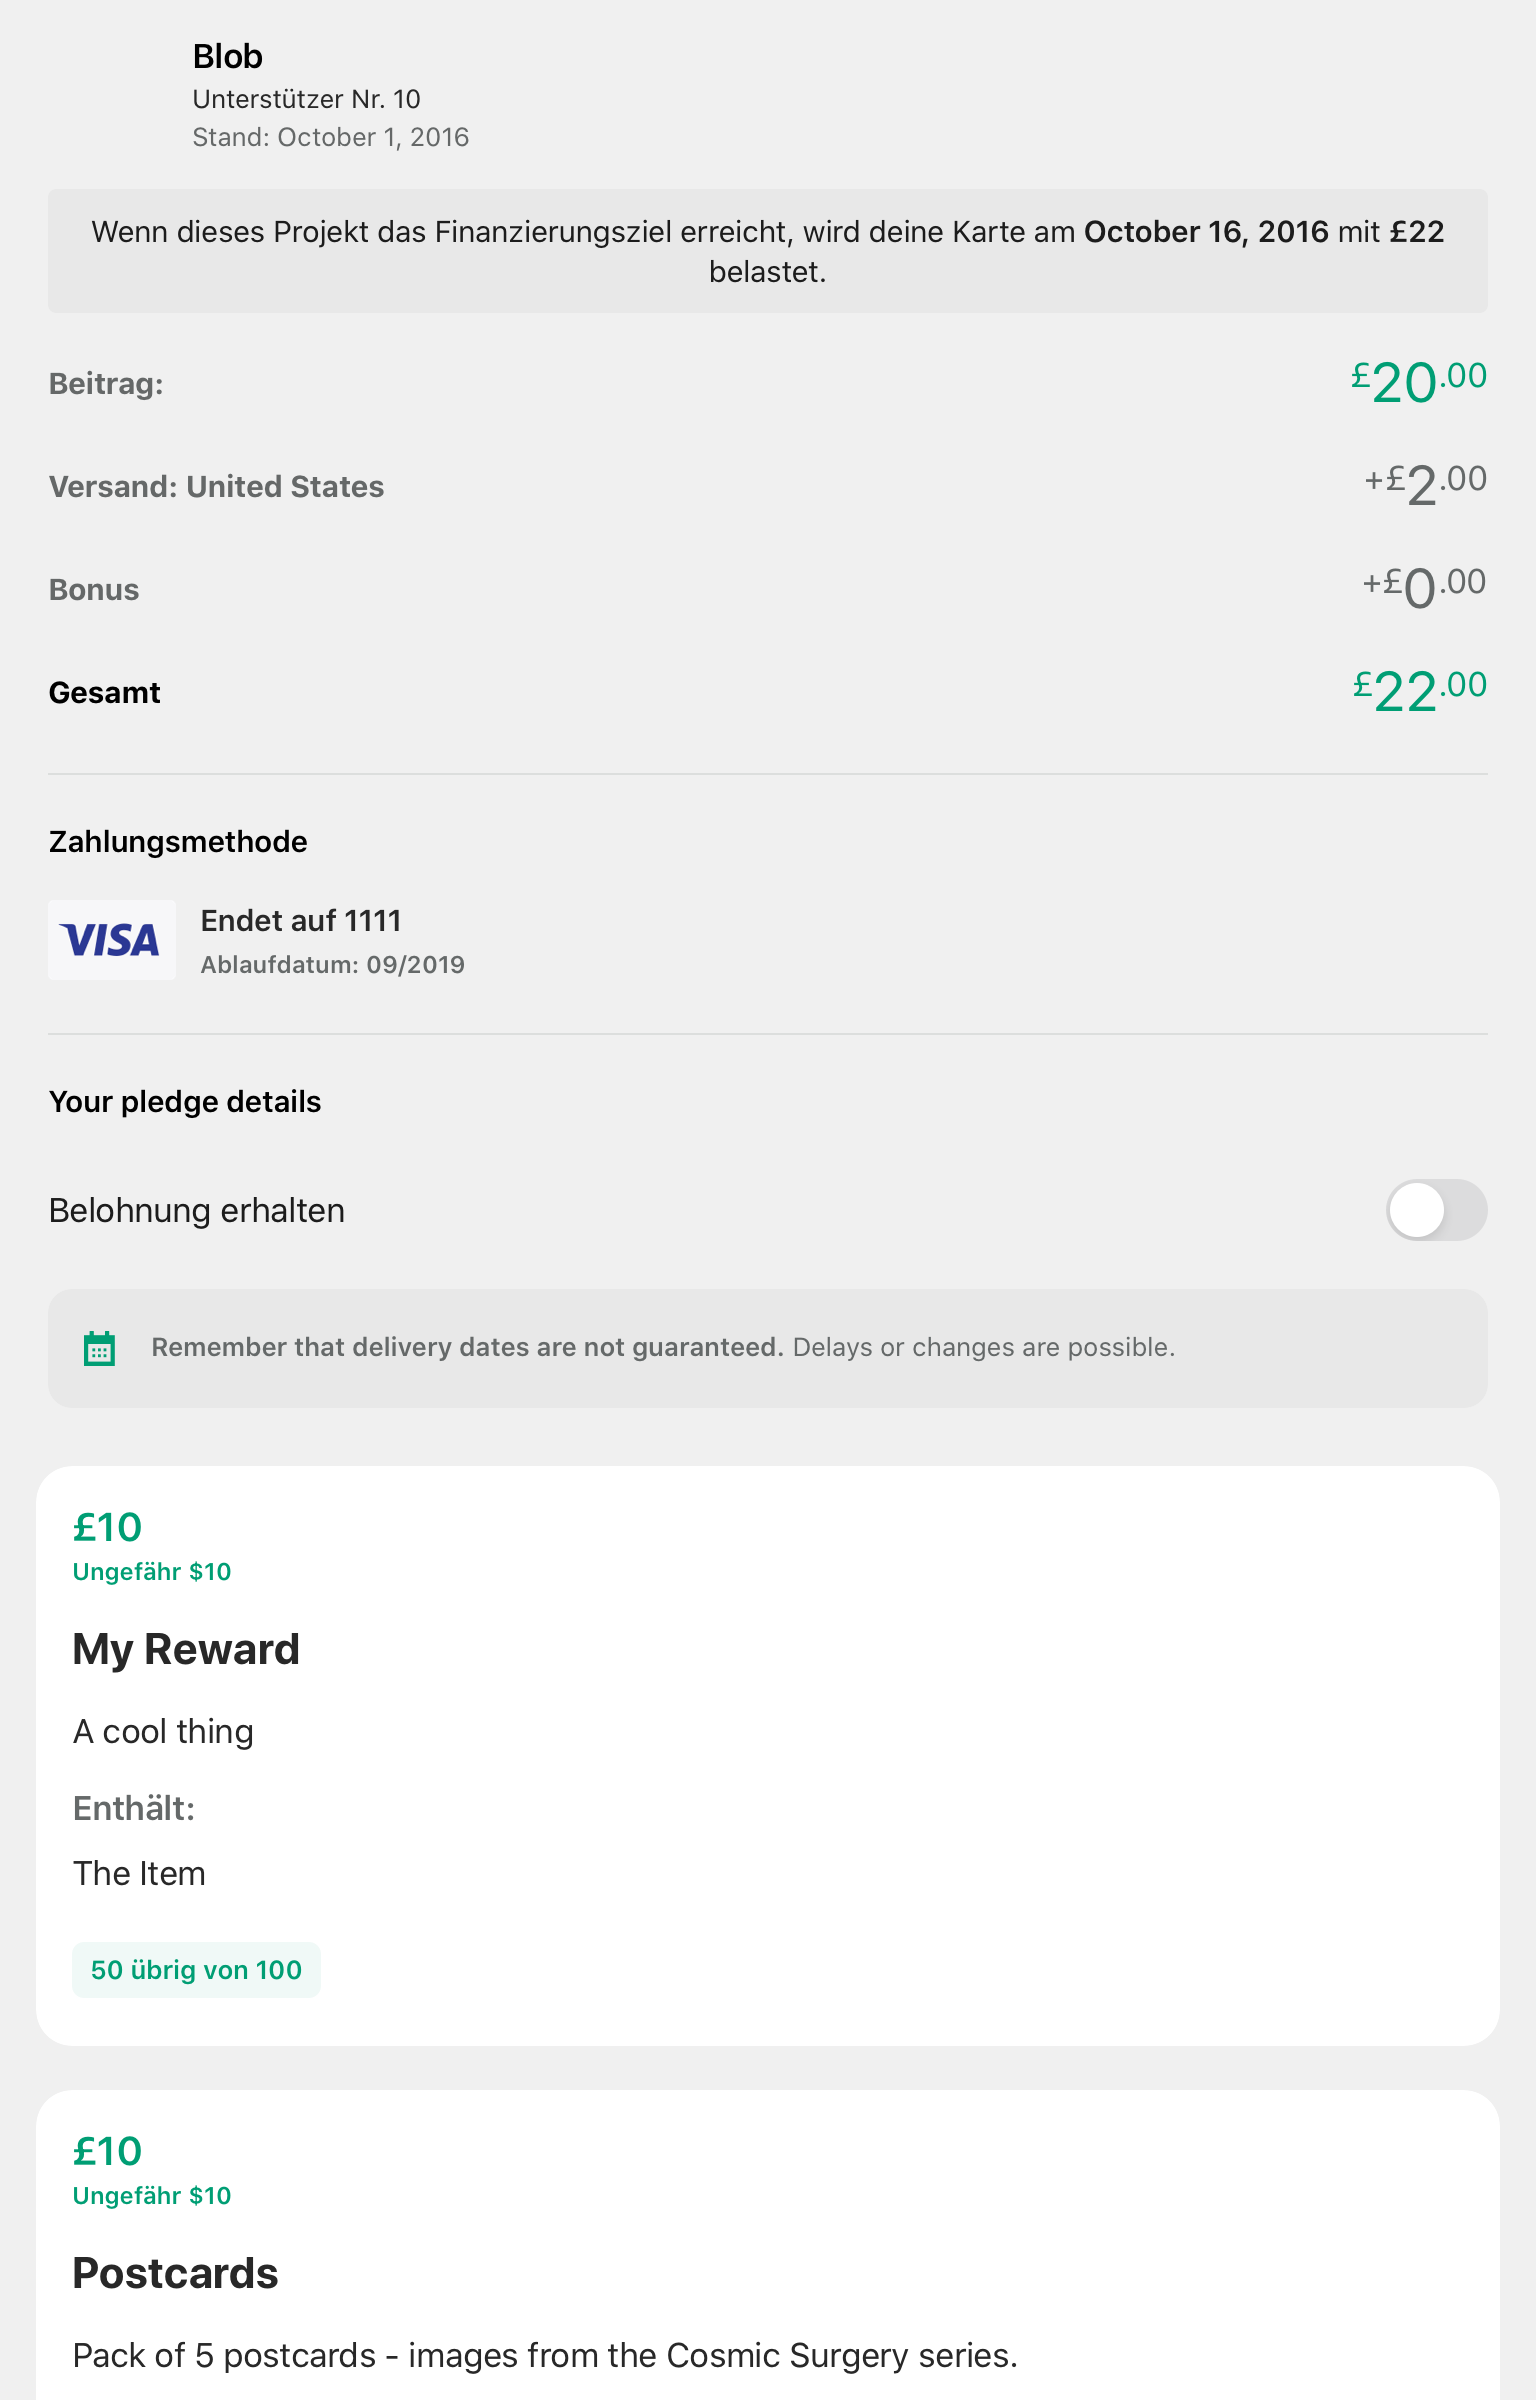 Blob
Unterstützer Nr. 10
Stand: October 1, 2016
Wenn dieses Projekt das Finanzierungsziel erreicht, wird deine Karte am October 16, 2016 mit £22
belastet.
Beitrag: £20.00
Versand: United States +£2.00
Bonus +£0.00
Gesamt £22.00
Zahlungsmethode
VISA
Endet auf 1111
Ablaufdatum: 09/2019
Your pledge details
Belohnung erhalten
Remember that delivery dates are not guaranteed. Delays or changes are possible.
£10
Ungefähr $10
My Reward
A cool thing
Enthält:
The Item
50 übrig von 100
£10
Ungefähr $10
Postcards
Pack of 5 postcards - images from the Cosmic Surgery series.